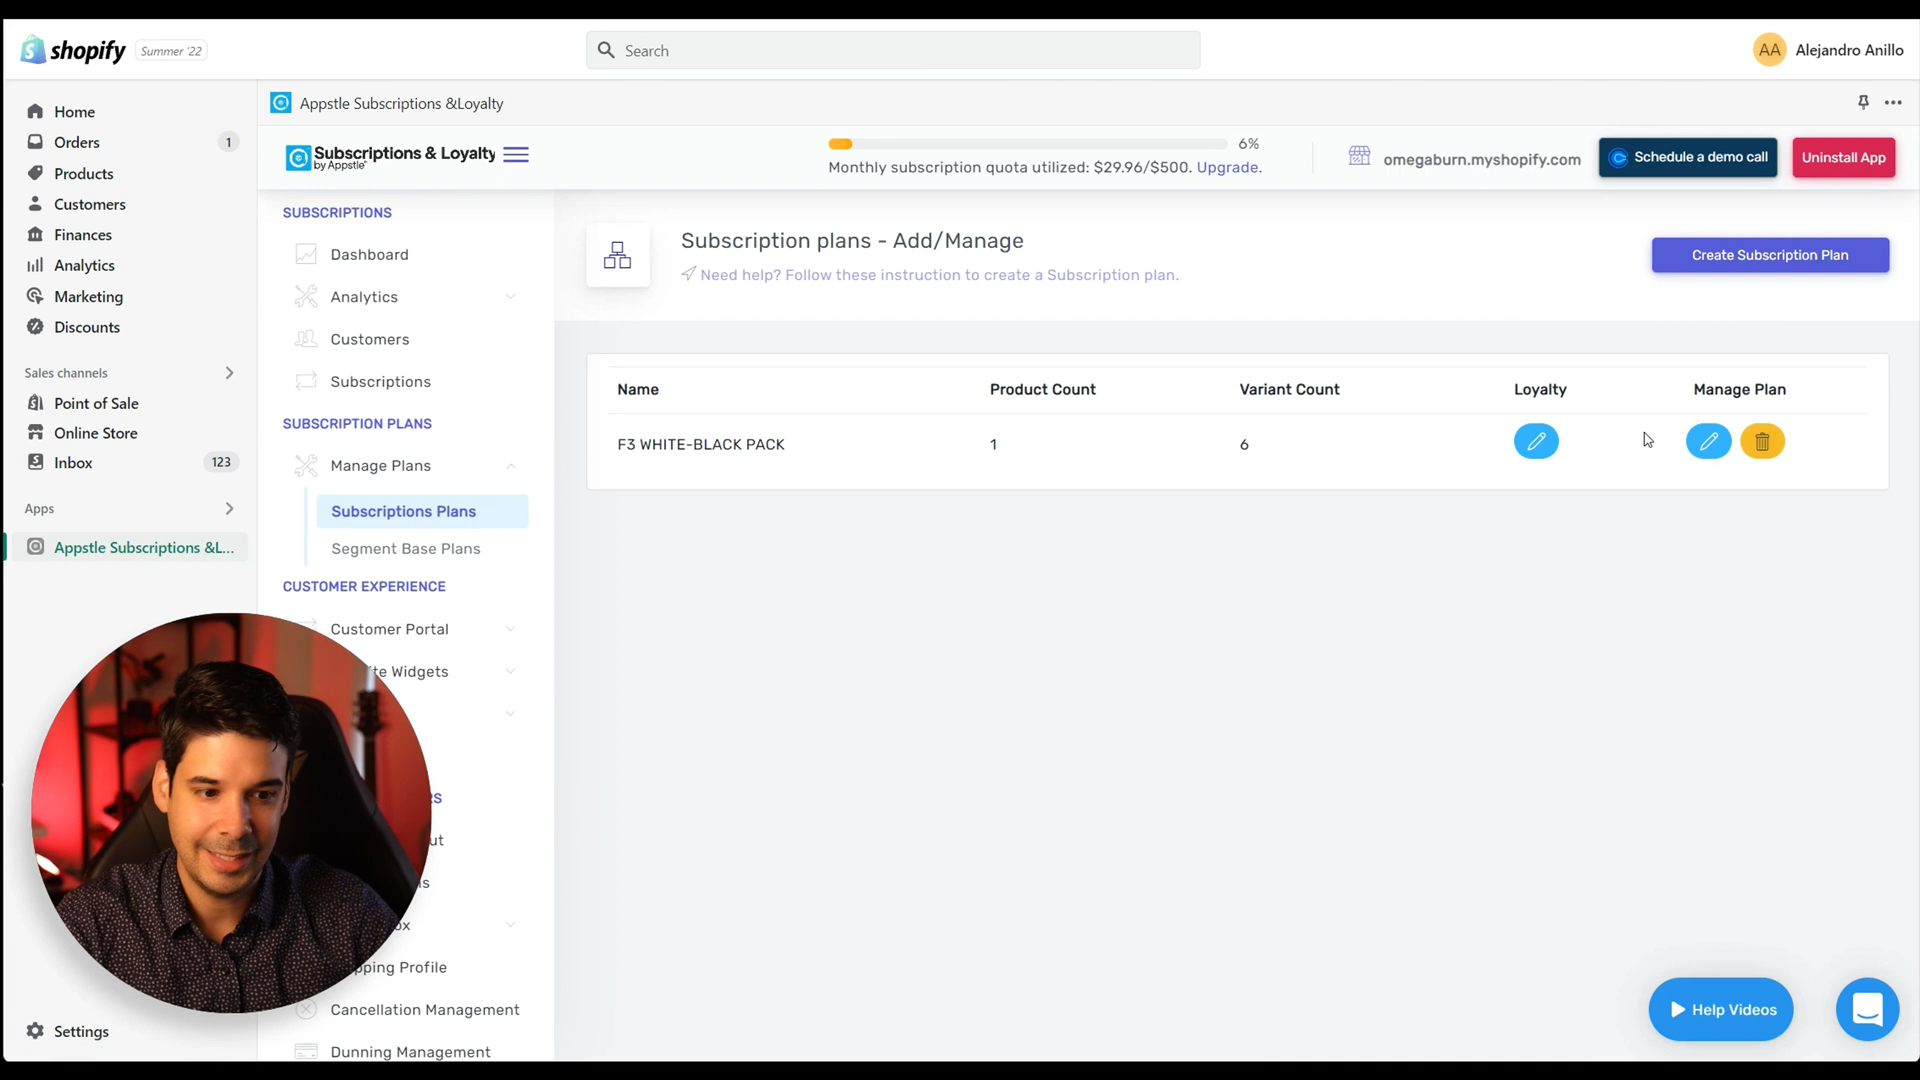 shopify
Summer '22
Search
AA
Alejandro Anillo
Home
Orders
1
Products
Customers
Finances
Analytics
Marketing
Discounts
Sales channels
Point of Sale
Online Store
Inbox
123
Apps
Appstle Subscriptions &L...
Settings
Appstle Subscriptions &Loyalty
Subscriptions & Loyalty
by Appstle
6%
Monthly subscription quota utilized: $29.96/$500. Upgrade.
omegaburn.myshopify.com
Schedule a demo call
Uninstall App
SUBSCRIPTIONS
Dashboard
Analytics
Customers
Subscriptions
SUBSCRIPTION PLANS
Manage Plans
Subscriptions Plans
Segment Base Plans
CUSTOMER EXPERIENCE
Customer Portal
Widgets
Profile
Cancellation Management
Dunning Management
Subscription plans - Add/Manage
Need help? Follow these instruction to create a Subscription plan.
Create Subscription Plan
Name
Product Count
Variant Count
Loyalty
Manage Plan
F3 WHITE-BLACK PACK
1
6
Help Videos